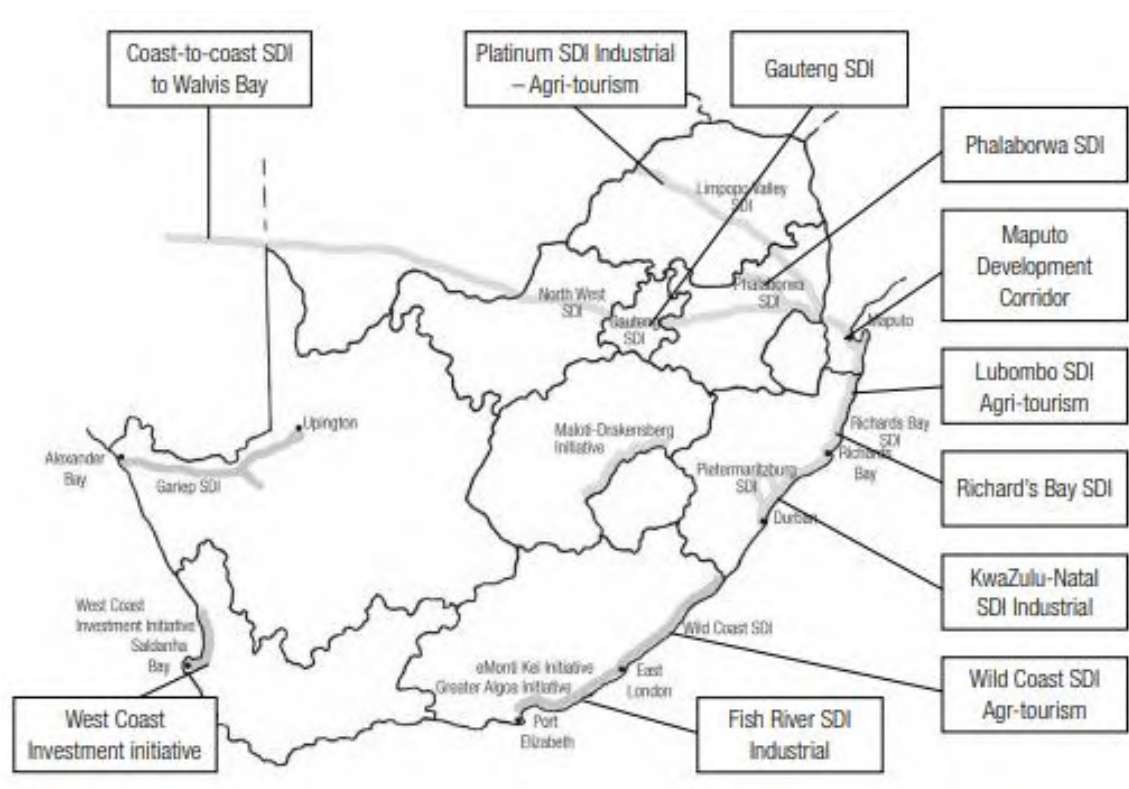 Coast-to-coast SDI
to Walvis Bay
Platinum SDI Industrial
– Agri-tourism
Gauteng SDI
Phalaborwa SDI
Maputo
Development
Corridor
Lubombo SDI
Agri-tourism
Richard's Bay SDI
KwaZulu-Natal
SDI Industrial
Wild Coast SDI
Agr-tourism
Fish River SDI
Industrial
West Coast
Investment initiative
Limpopo Valley
SDI
North West
SDI
Gauteng
SDI
Phalaborwa
SDI
Maputo
Upington
Alexander
Bay
Gariep SDI
Maloti-Drakensberg
Initiative
Richards Bay
SDI
Richards
Bay
Pietermaritzburg
SDI
Durban
West Coast
Investment Initiative
Saldanha
Bay
Wild Coast SDI
eMonti Kei Initiative
Greater Algoa Initiative
East
London
Port
Elizabeth